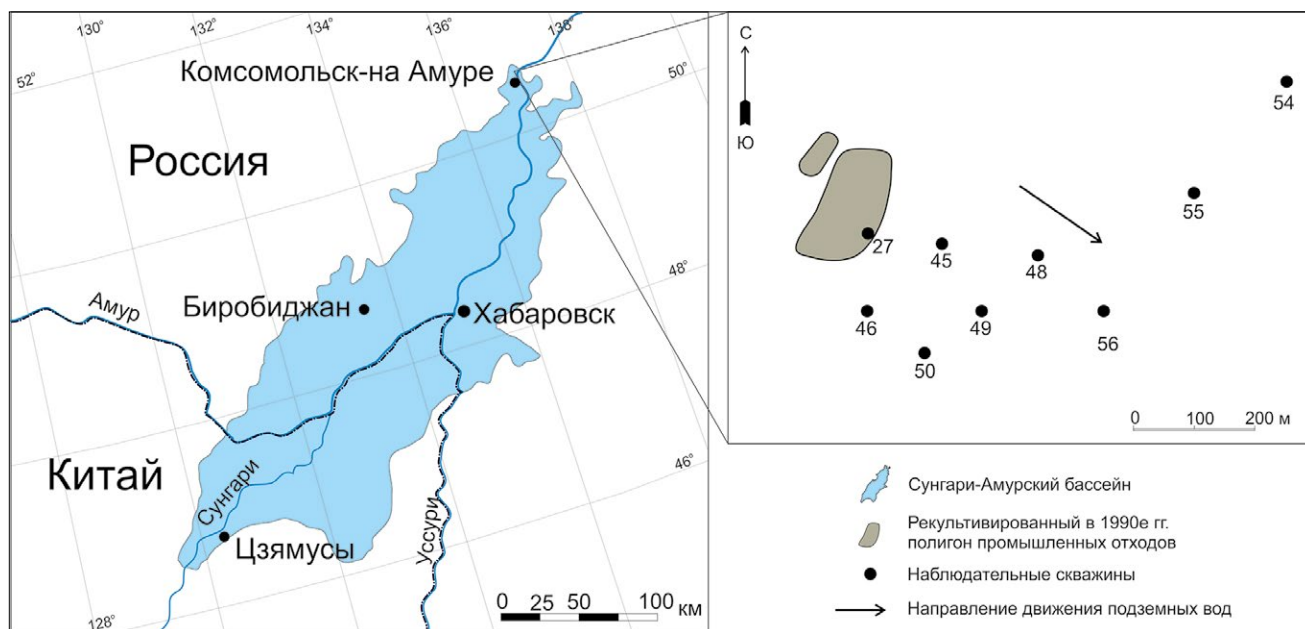 130°
132°
134°
136°
138°
52°
50°
48°
46°
128°
Комсомольск-на Амуре
Россия
Биробиджан
Хабаровск
Амур
Китай
Сунгари
Цзямусы
Уссури
0 25 50 100
км
С
Ю
54
55
27
45
48
46
49
56
50
0 100 200 м
Сунгари-Амурский бассейн
Рекультивированный в 1990е гг.
полигон промышленных отходов
Наблюдательные скважины
Направление движения подземных вод